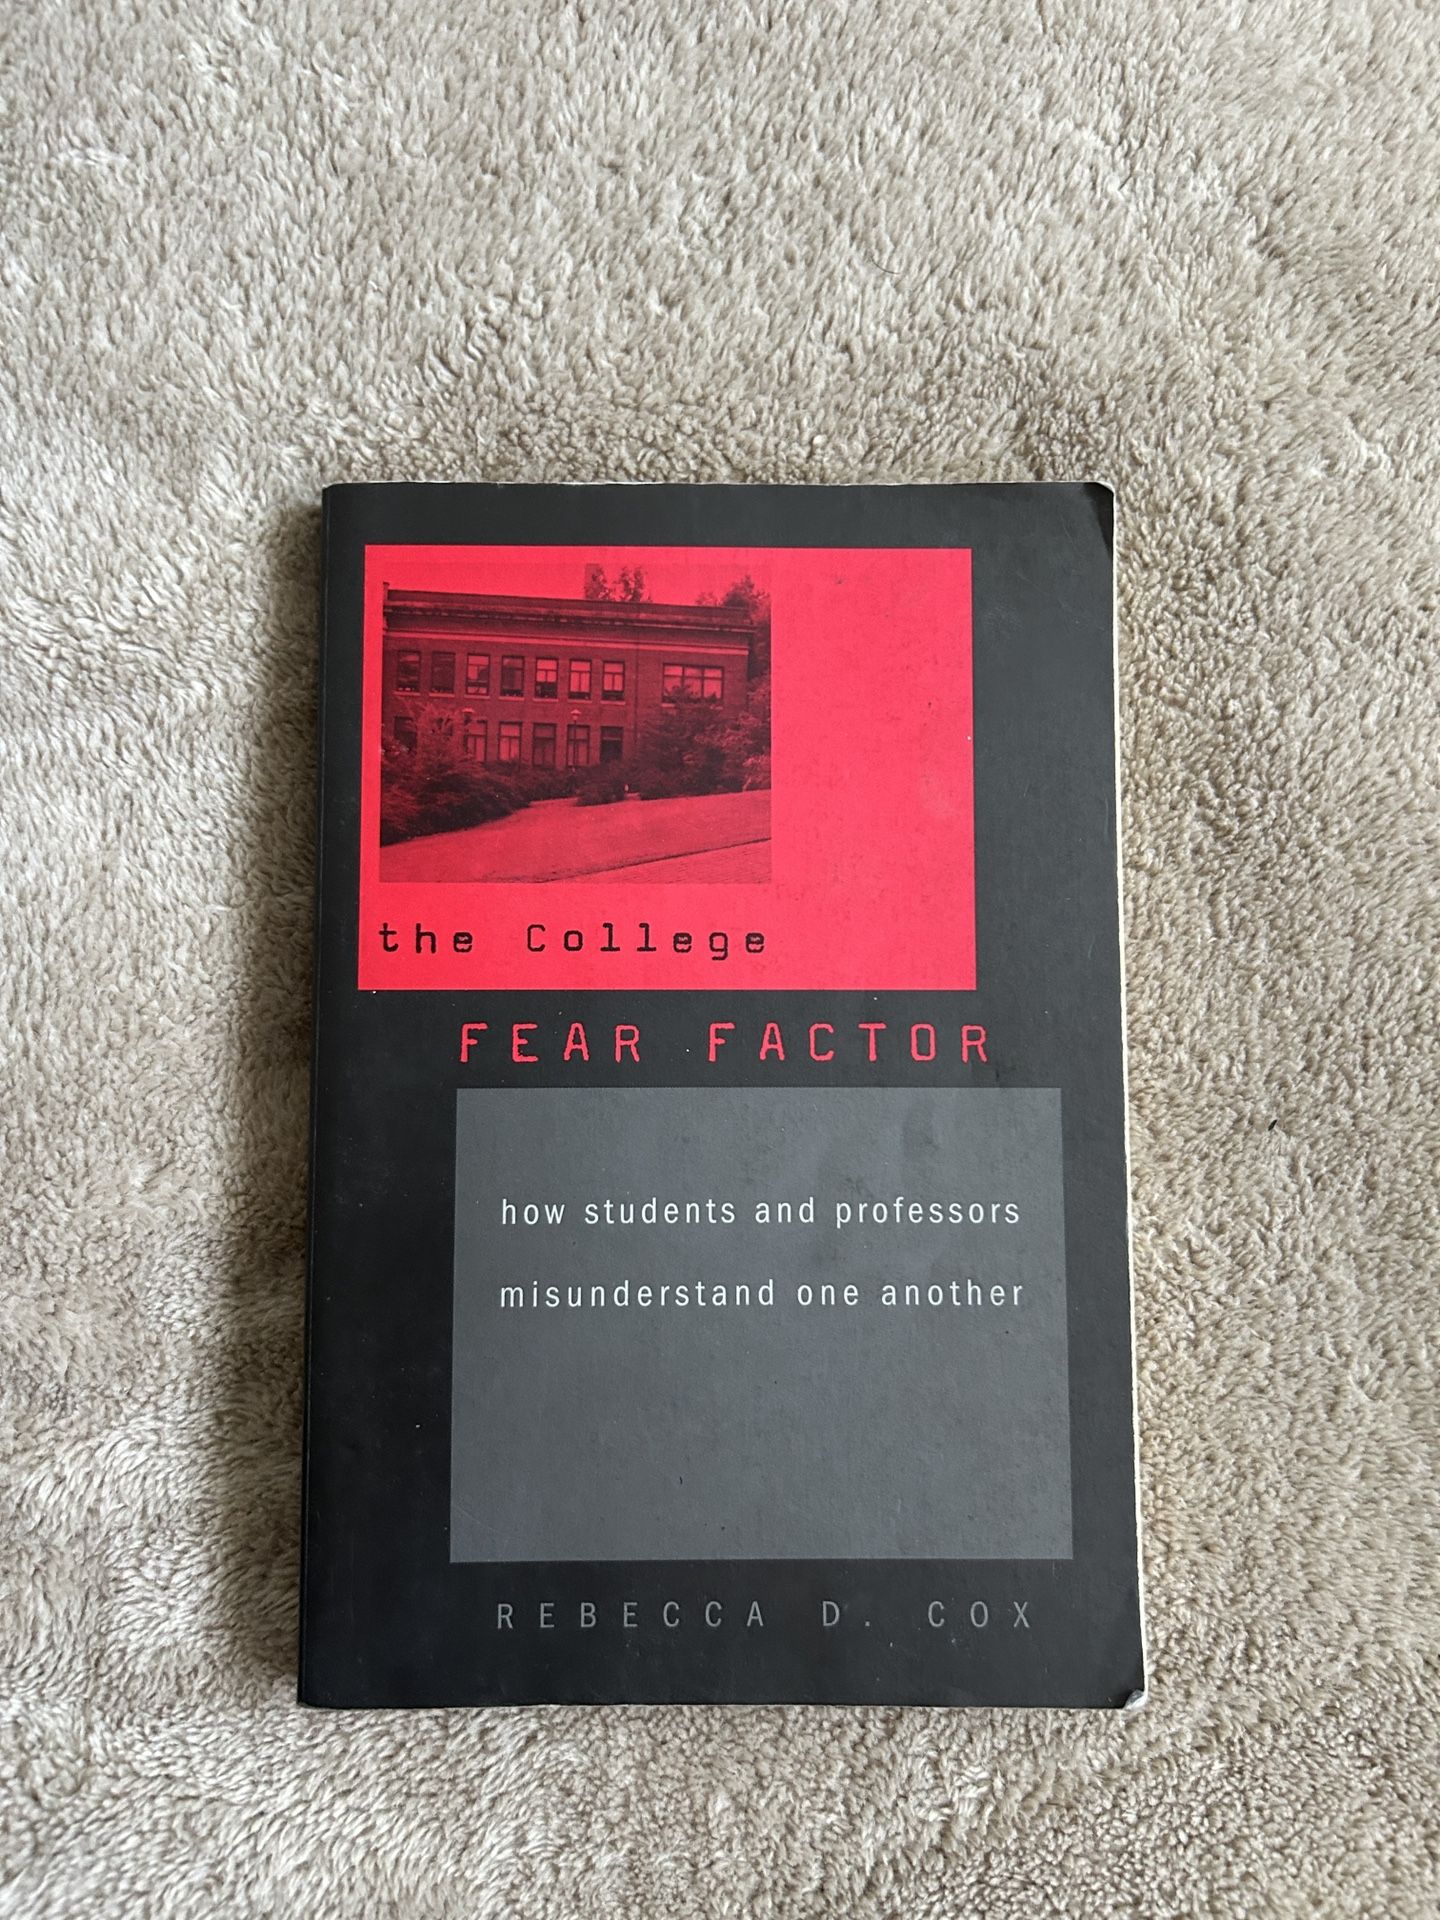 the College
FEAR FACTOR
how students and professors
misunderstand one another
REBECCA D. COX